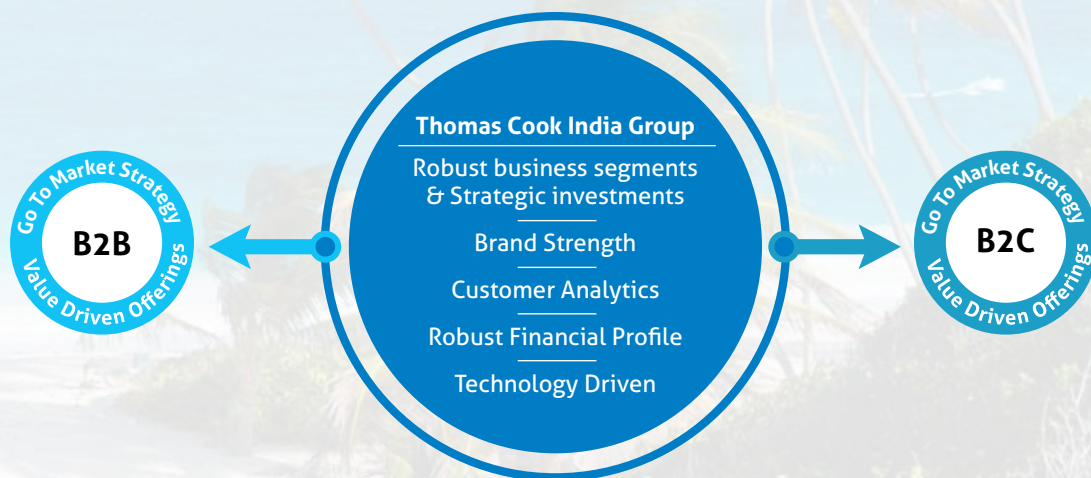 Go To Market Strategy
B2B
Value Driven Offerings
Thomas Cook India Group
Robust business segments
& Strategic investments
Brand Strength
Customer Analytics
Robust Financial Profile
Technology Driven
Go To Market Strategy
B2C
Value Driven Offerings